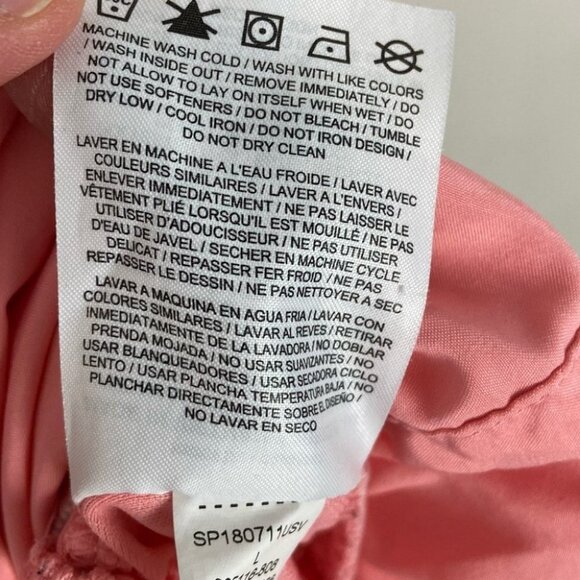 MACHINE WASH COLD / WASH WITH LIKE COLORS
/ WASH INSIDE OUT / REMOVE IMMEDIATELY / DO
NOT ALLOW TO LAY ON ITSELF WHEN WET / DO
NOT USE SOFTENERS / DO NOT BLEACH / TUMBLE
DRY LOW / COOL IRON / DO NOT IRON DESIGN /
DO NOT DRY CLEAN
LAVER EN MACHINE A L'EAU FROIDE / LAVER AVEC
COULEURS SIMILAIRES / LAVER A L'ENVERS /
ENLEVER IMMEDIATEMENT / NE PAS LAISSER LE
VÊTEMENT PLIÉ LORSQU'IL EST MOUILLÉ / NE PAS
UTILISER D'ADOUCISSEUR / NE PAS UTILISER
D'EAU DE JAVEL / SECHER EN MACHINE CYCLE
DELICAT / REPASSER FER FROID / NE PAS
REPASSER LE DESSIN / NE PAS NETTOYER A SEC
LAVAR A MAQUINA EN AGUA FRIA / LAVAR CON
COLORES SIMILARES / LAVAR AL REVES / RETIRAR
INMEDIATAMENTE DE LA LAVADORA / NO DOBLAR
PRENDA MOJADA / NO USAR SUAVIZANTES / NO
USAR BLANQUEADORES / USAR SECADORA CICLO
LENTO / USAR PLANCHA TEMPERATURA BAJA / NO
PLANCHAR DIRECTAMENTE SOBRE EL DISEÑO /
NO LAVAR EN SECO
SP180711USV
L